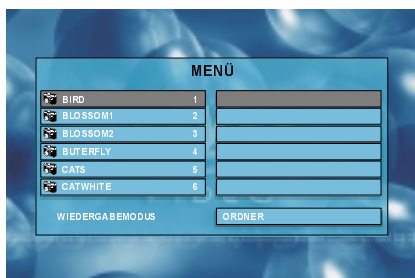 MENÜ
BIRD 1
BLOSSOM1 2
BLOSSOM2 3
BUTERFLY 4
CATS 5
CATWHITE 6
WIEDERGABEMODUS ORDNER